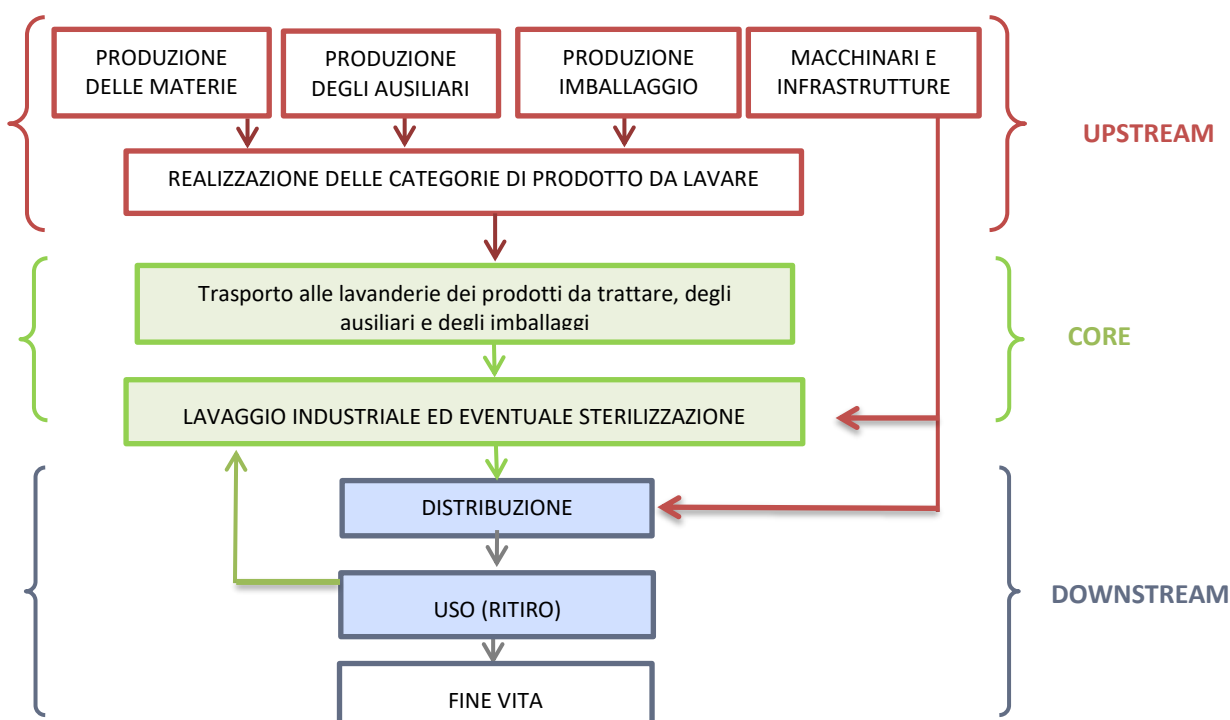 PRODUZIONE
DELLE MATERIE
PRODUZIONE
DEGLI AUSILIARI
PRODUZIONE
IMBALLAGGIO
MACCHINARI E
INFRASTRUTTURE
UPSTREAM
REALIZZAZIONE DELLE CATEGORIE DI PRODOTTO DA LAVARE
Trasporto alle lavanderie dei prodotti da trattare, degli
ausiliari e degli imballaggi
CORE
LAVAGGIO INDUSTRIALE ED EVENTUALE STERILIZZAZIONE
DISTRIBUZIONE
USO (RITIRO)
DOWNSTREAM
FINE VITA